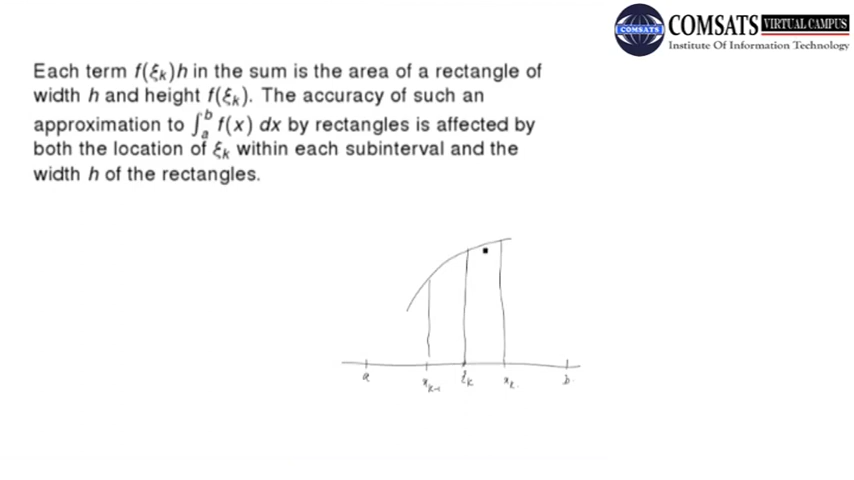 COMSATS VIRTUAL CAMPUS
COMSATS
Institute Of Information Technology
Each term f(ξₖ)h in the sum is the area of a rectangle of
width h and height f(ξₖ). The accuracy of such an
approximation to ∫ₐᵇ f(x) dx by rectangles is affected by
both the location of ξₖ within each subinterval and the
width h of the rectangles.
a xₖ₋₁ ξₖ xₖ b